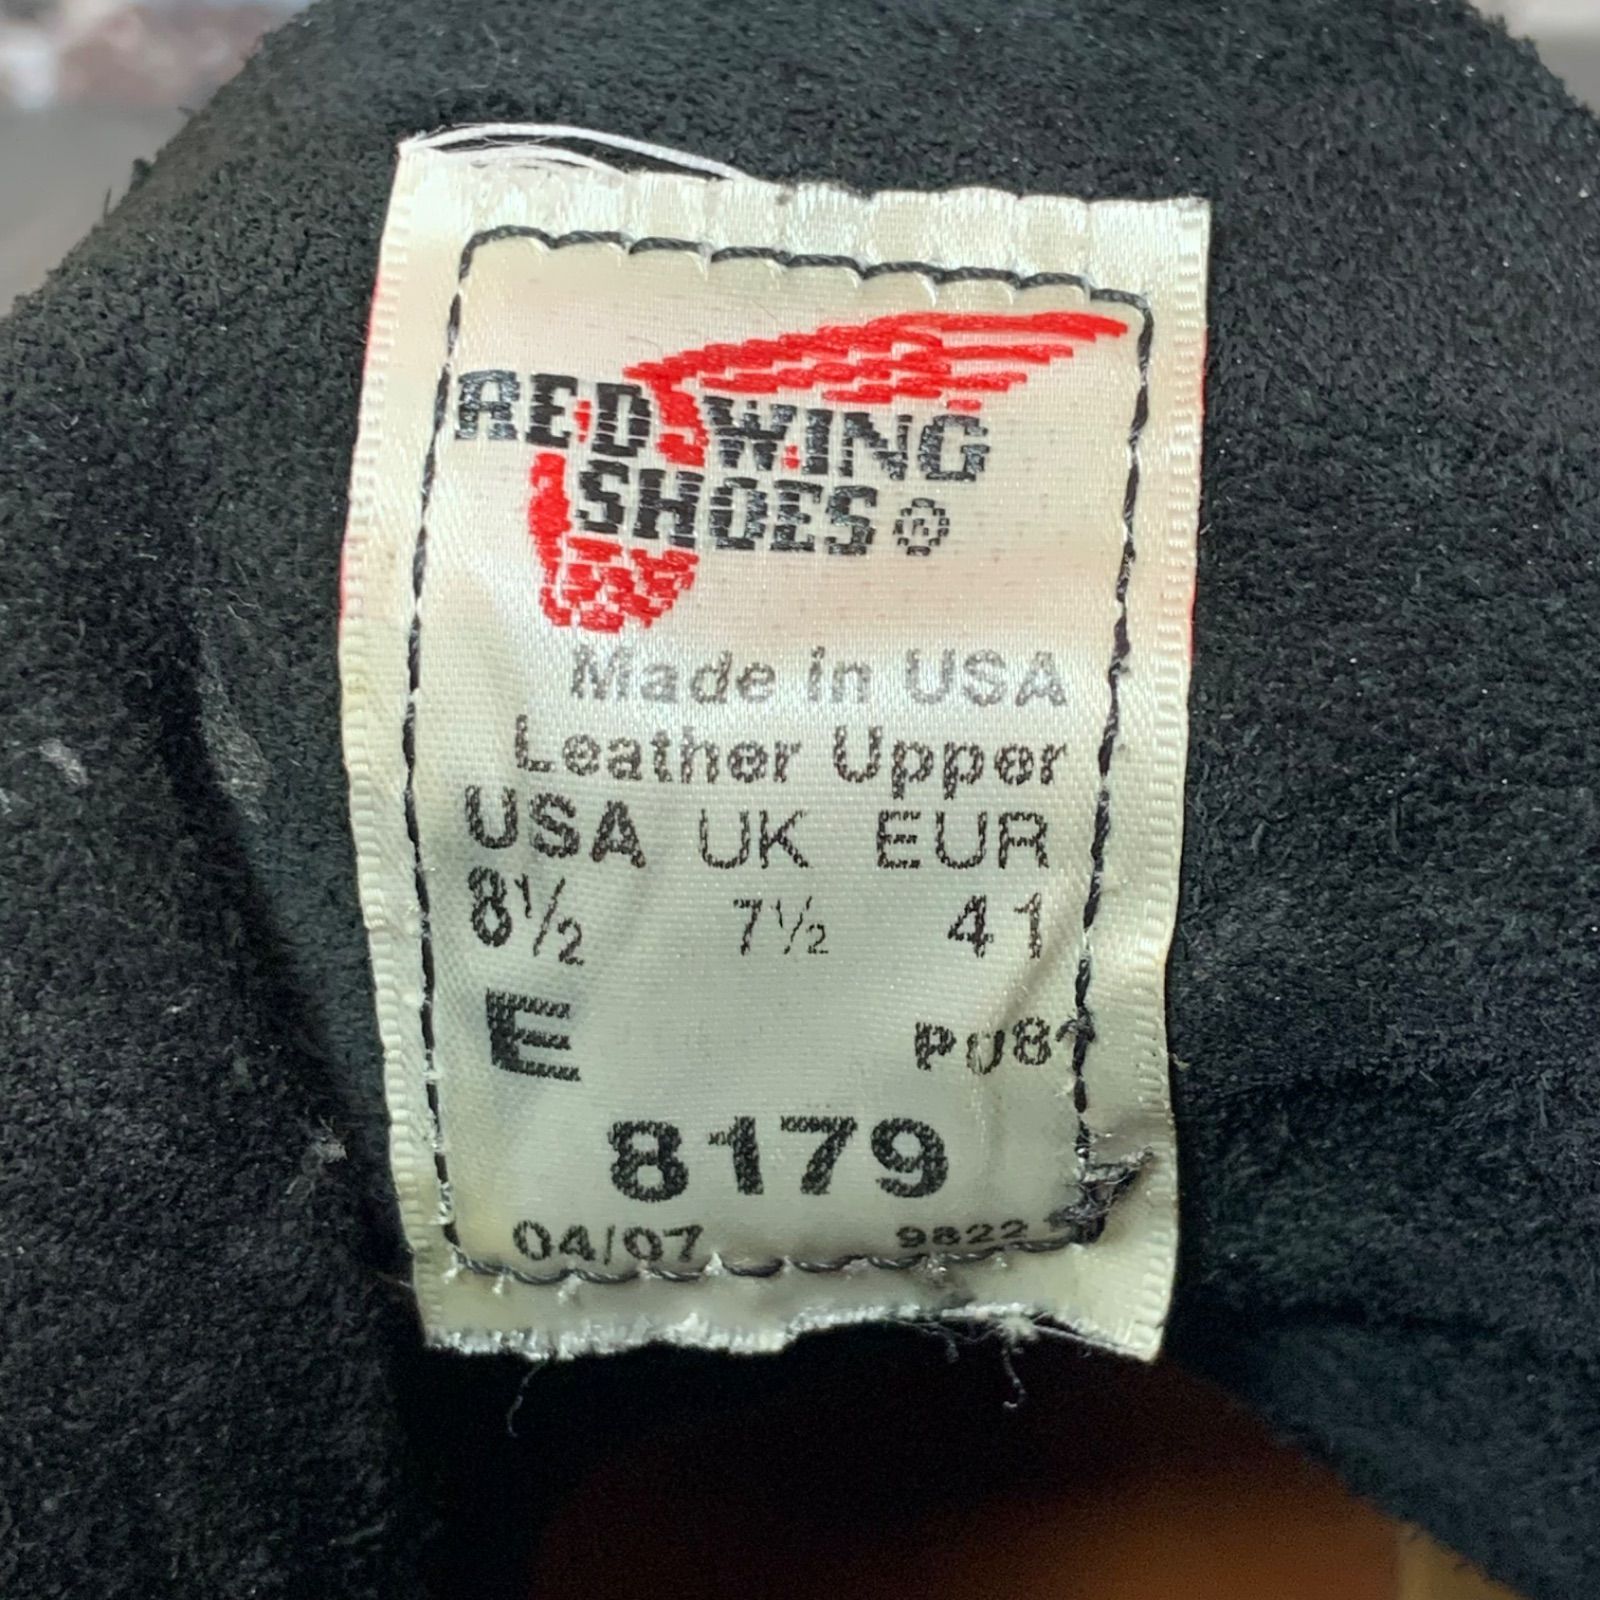 RED WING
SHOES®
Made in USA
Leather Upper
USA UK EUR
8½ 7½ 41
E
8179
04/07